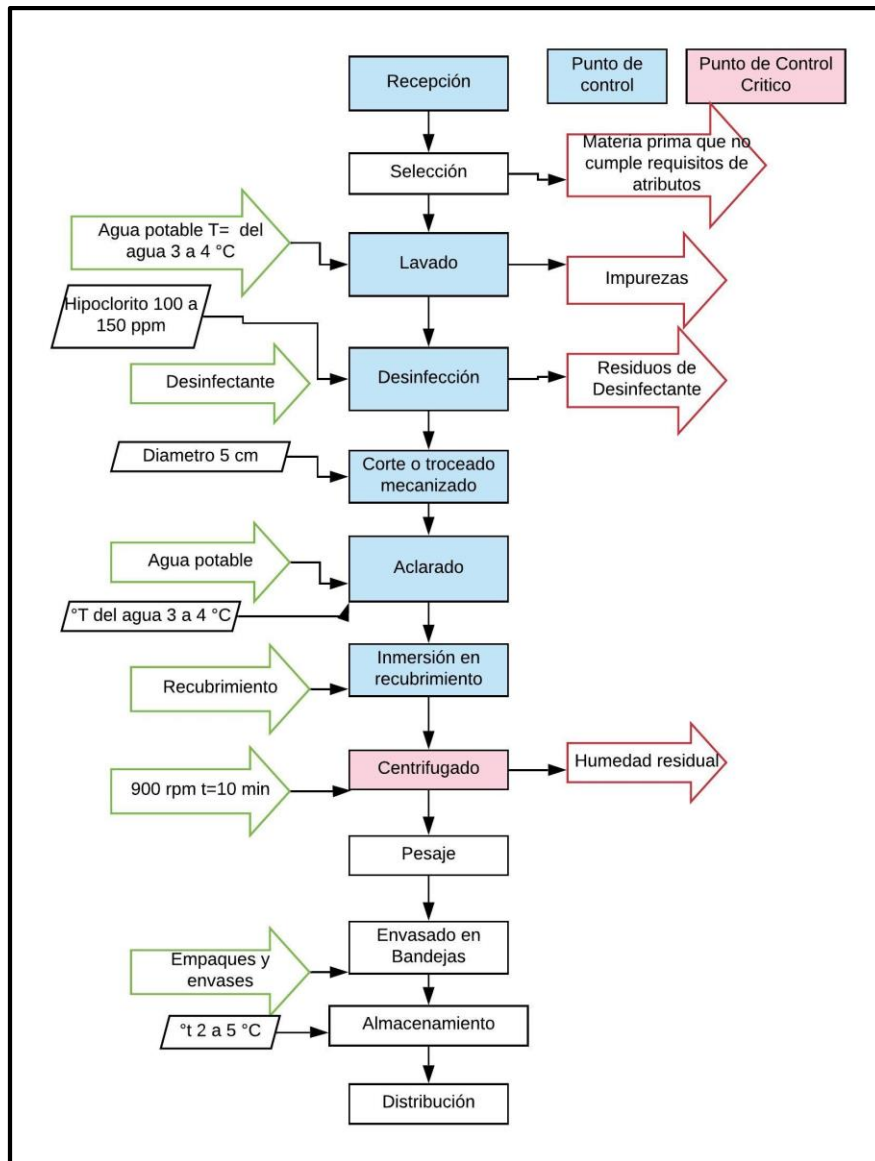 Recepción
Punto de
control
Punto de Control
Critico
Selección
Materia prima que no
cumple requisitos de
atributos
Agua potable T=  del
agua 3 a 4 °C
Lavado
Impurezas
Hipoclorito 100 a
150 ppm
Desinfectante
Desinfección
Residuos de
Desinfectante
Diametro 5 cm
Corte o troceado
mecanizado
Agua potable
Aclarado
°T del agua 3 a 4 °C
Inmersión en
recubrimiento
Recubrimiento
Centrifugado
Humedad residual
900 rpm t=10 min
Pesaje
Envasado en
Bandejas
Empaques y
envases
°t 2 a 5 °C
Almacenamiento
Distribución